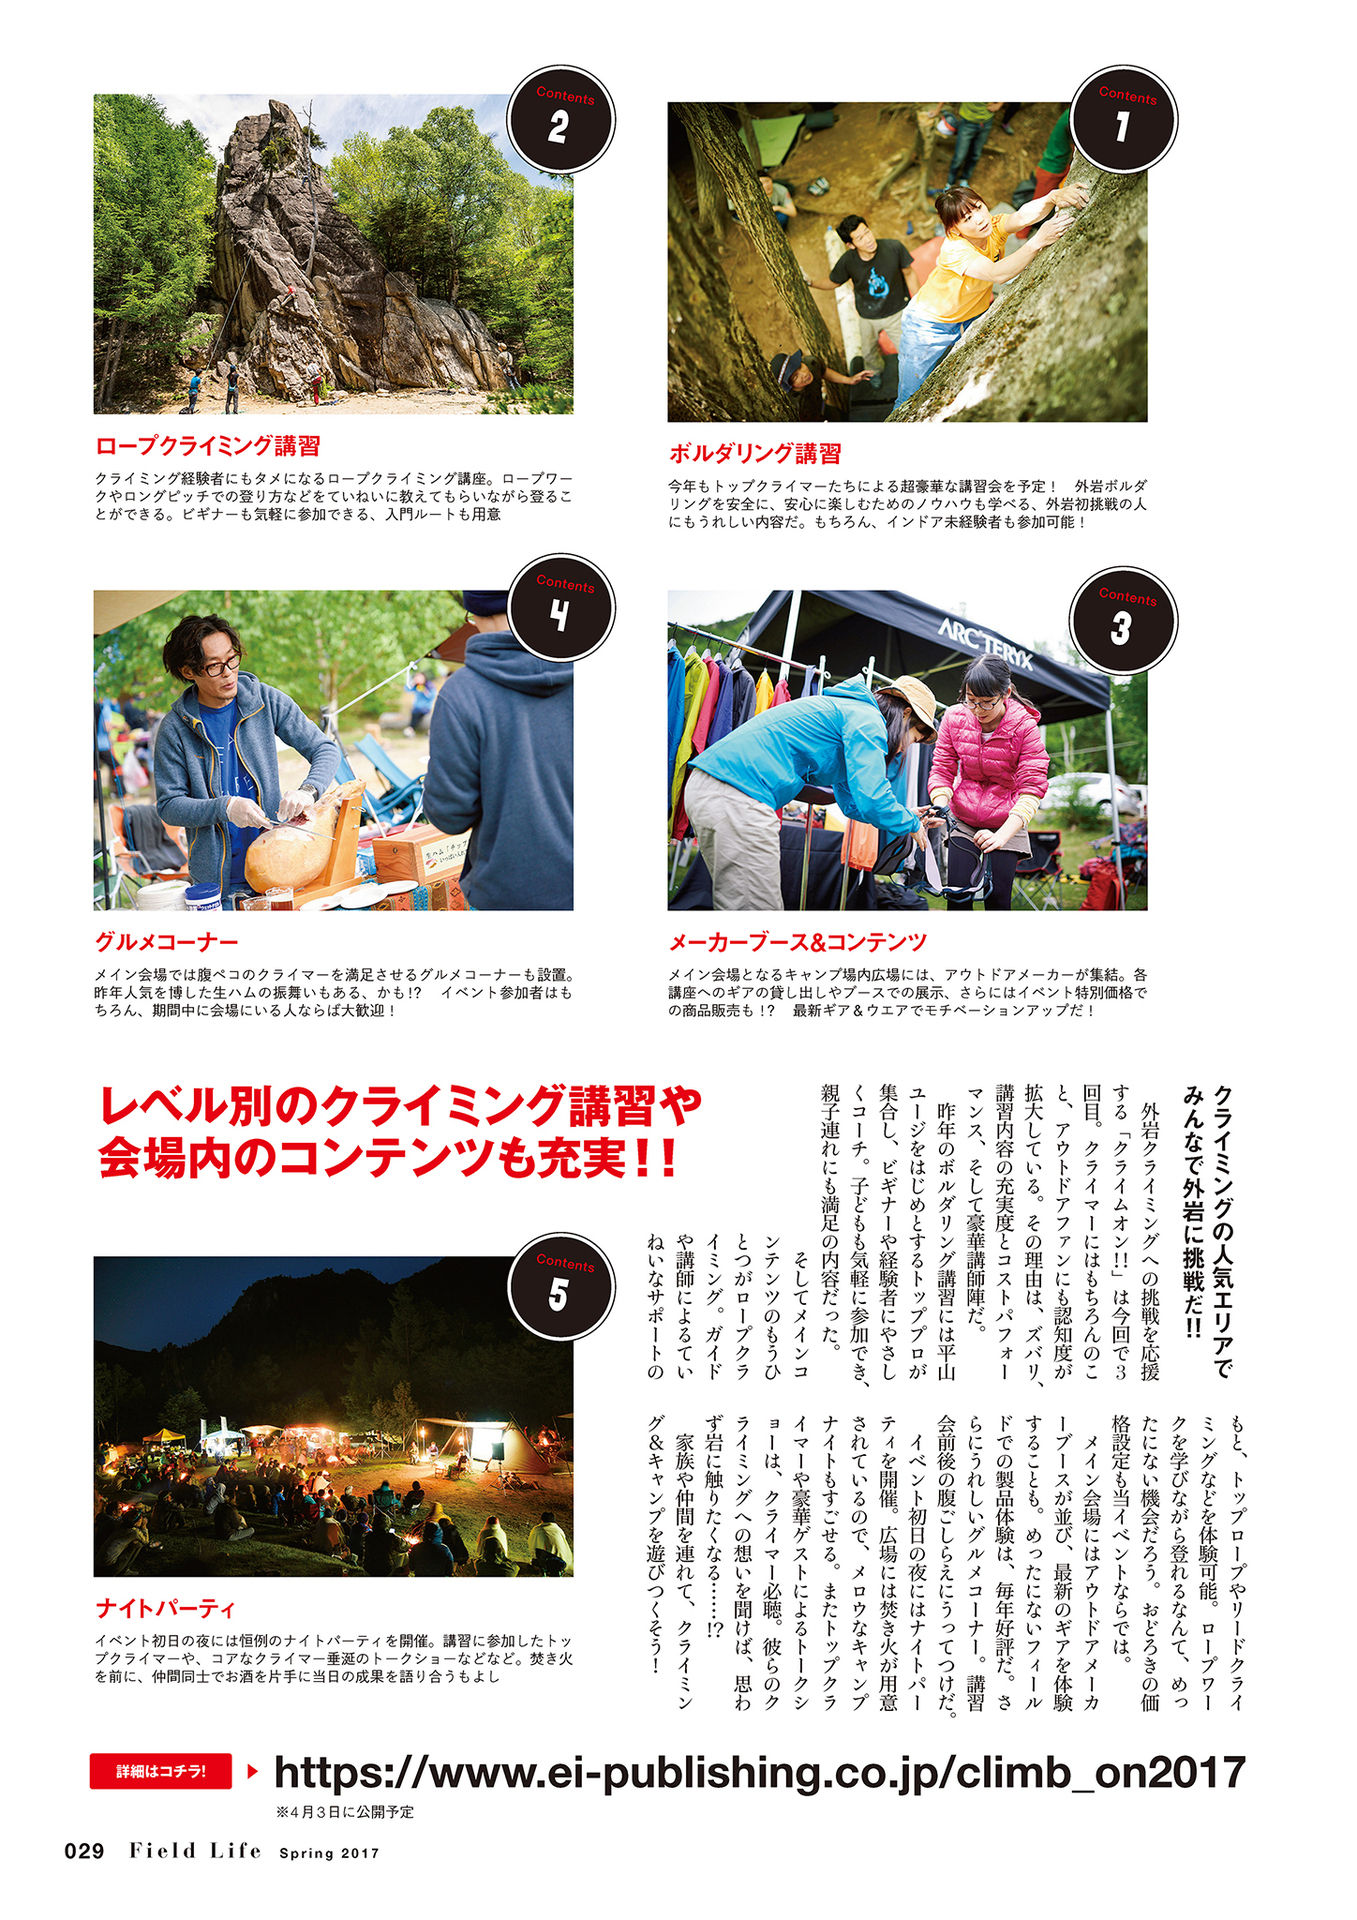 Contents
1
ボルダリング講習
今年もトップクライマーたちによる超豪華な講習会を予定！　外岩ボルダ
リングを安全に、安心に楽しむためのノウハウも学べる、外岩初挑戦の人
にもうれしい内容だ。もちろん、インドア未経験者も参加可能！
Contents
2
ロープクライミング講習
クライミング経験者にもタメになるロープクライミング講座。ロープワー
クやロングピッチでの登り方などをていねいに教えてもらいながら登るこ
とができる。ビギナーも気軽に参加できる、入門ルートも用意
Contents
3
ARC'TERYX
メーカーブース&コンテンツ
メイン会場となるキャンプ場内広場には、アウトドアメーカーが集結。各
講座へのギアの貸し出しやブースでの展示、さらにはイベント特別価格で
の商品販売も!?　最新ギア＆ウエアでモチベーションアップだ！
Contents
4
グルメコーナー
メイン会場では腹ペコのクライマーを満足させるグルメコーナーも設置。
昨年人気を博した生ハムの振舞いもある、かも!?　イベント参加者はも
ちろん、期間中に会場にいる人ならば大歓迎！
レベル別のクライミング講習や
会場内のコンテンツも充実!!
クライミングの人気エリアで
みんなで外岩に挑戦だ!!
外岩クライミングへの挑戦を応援
する「クライムオン!!」は今回で3
回目。クライマーにはもちろんのこ
と、アウトドアファンにも認知度が
拡大している。その理由は、ズバリ、
講習内容の充実度とコストパフォー
マンス、そして豪華講師陣だ。
昨年のボルダリング講習には平山
ユージをはじめとするトッププロが
集合し、ビギナーや経験者にやさし
くコーチ。子どもも気軽に参加でき、
親子連れにも満足の内容だった。
そしてメインコ
ンテンツのもうひ
とつがロープクラ
イミング。ガイド
や講師によるてい
ねいなサポートの
もと、トップロープやリードクライ
ミングなどを体験可能。ロープワー
クを学びながら登れるなんて、めっ
たにない機会だろう。おどろきの価
格設定も当イベントならでは。
メイン会場にはアウトドアメーカ
ーブースが並び、最新のギアを体験
することも。めったにないフィール
ドでの製品体験は、毎年好評だ。さ
らにうれしいグルメコーナー。講習
会前後の腹ごしらえにうってつけだ。
イベント初日の夜にはナイトパー
ティを開催。広場には焚き火が用意
されているので、メロウなキャンプ
ナイトもすごせる。またトップクラ
イマーや豪華ゲストによるトークシ
ョーは、クライマー必聴。彼らのク
ライミングへの想いを聞けば、思わ
ず岩に触りたくなる……!?
家族や仲間を連れて、クライミン
グ&キャンプを遊びつくそう！
Contents
5
ナイトパーティ
イベント初日の夜には恒例のナイトパーティを開催。講習に参加したトッ
プクライマーや、コアなクライマー垂涎のトークショーなどなど。焚き火
を前に、仲間同士でお酒を片手に当日の成果を語り合うもよし
詳細はコチラ!
https://www.ei-publishing.co.jp/climb_on2017
※4月3日に公開予定
029 Field Life Spring 2017